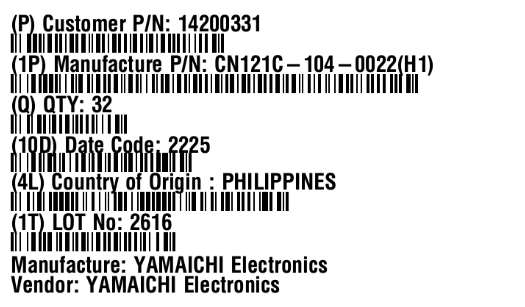 (P) Customer P/N: 14200331
(1P) Manufacture P/N: CN121C－104－0022(H1)
(Q) QTY: 32
(10D) Date Code: 2225
(4L) Country of Origin : PHILIPPINES
(1T) LOT No: 2616
Manufacture: YAMAICHI Electronics
Vendor: YAMAICHI Electronics